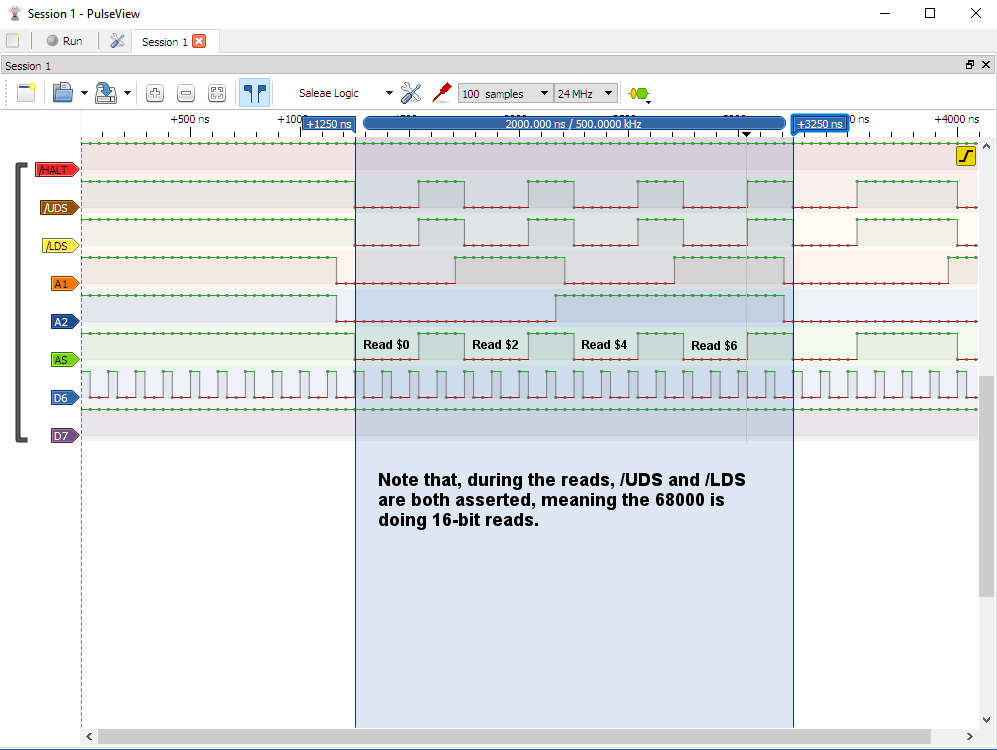 Session 1 - PulseView
Run
Session 1
Session 1
Saleae Logic
100 samples
24 MHz
+500 ns
+1250 ns
2000.000 ns / 500.0000 kHz
+3250 ns
+4000 ns
/HALT
/UDS
/LDS
A1
A2
AS
Read $0
Read $2
Read $4
Read $6
D6
D7
Note that, during the reads, /UDS and /LDS
are both asserted, meaning the 68000 is
doing 16-bit reads.